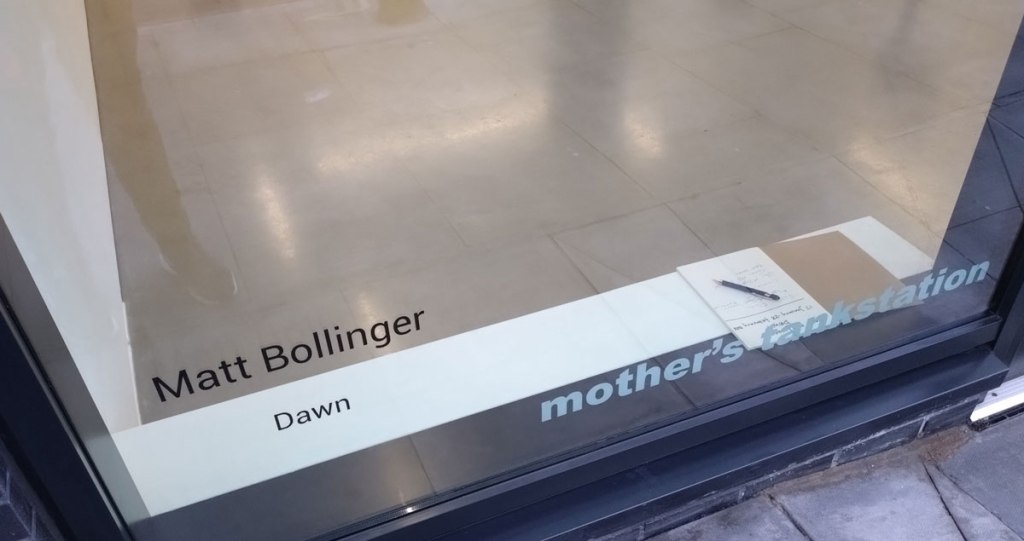 Matt Bollinger
Dawn
mother's tankstation